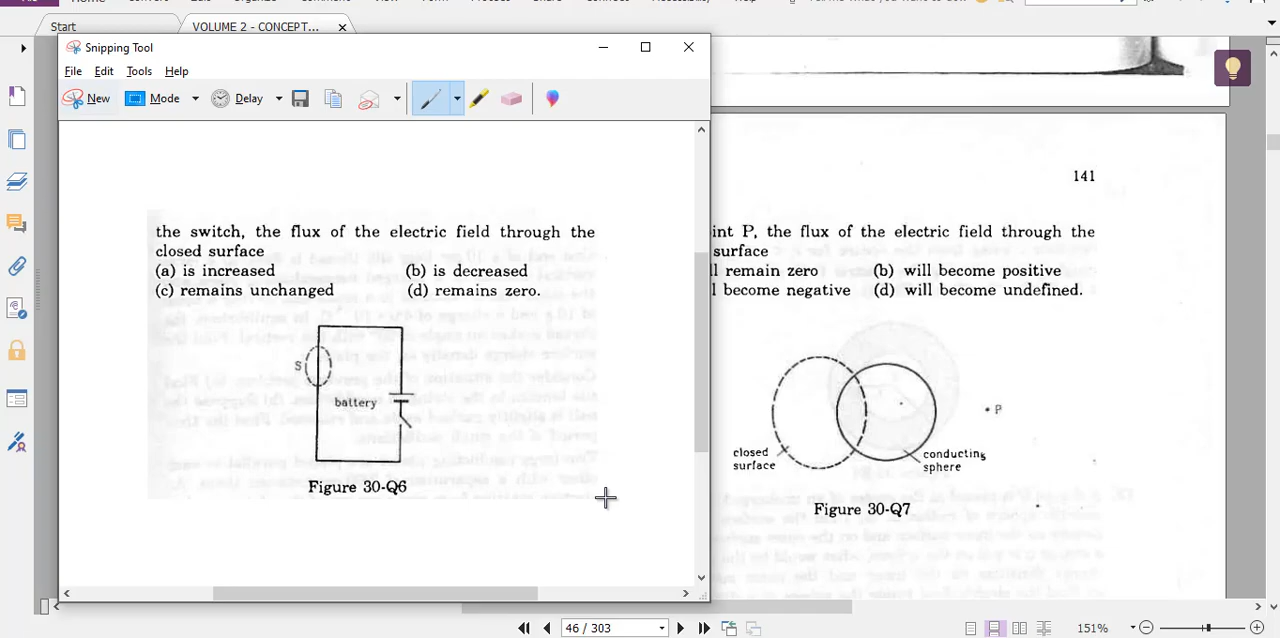 Start
VOLUME 2 - CONCEPT...
Snipping Tool
File Edit Tools Help
New Mode Delay
the switch, the flux of the electric field through the
closed surface
(a) is increased (b) is decreased
(c) remains unchanged (d) remains zero.
S
battery
Figure 30-Q6
141
int P, the flux of the electric field through the
surface
ll remain zero (b) will become positive
l become negative (d) will become undefined.
P
closed
surface
conducting
sphere
Figure 30-Q7
46 / 303
151%